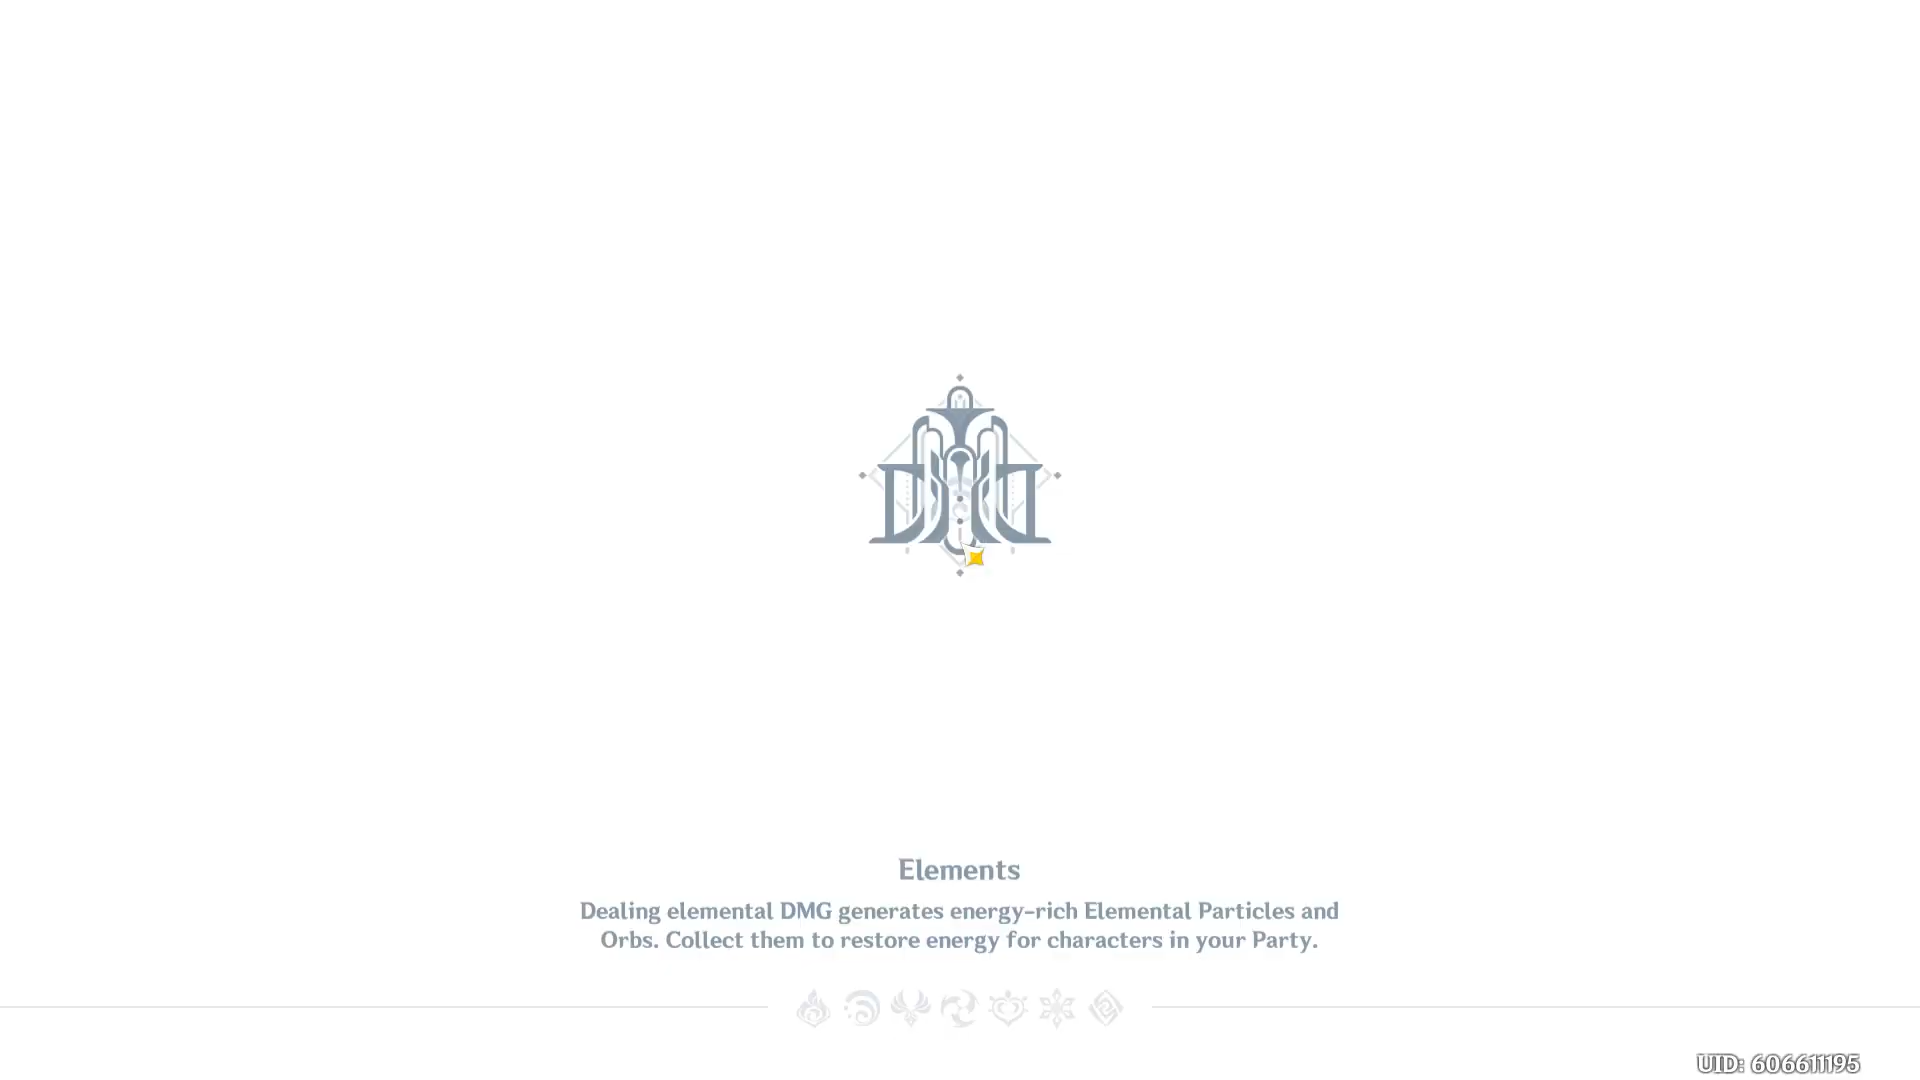 Elements
Dealing elemental DMG generates energy-rich Elemental Particles and
Orbs. Collect them to restore energy for characters in your Party.
UID: 606611195